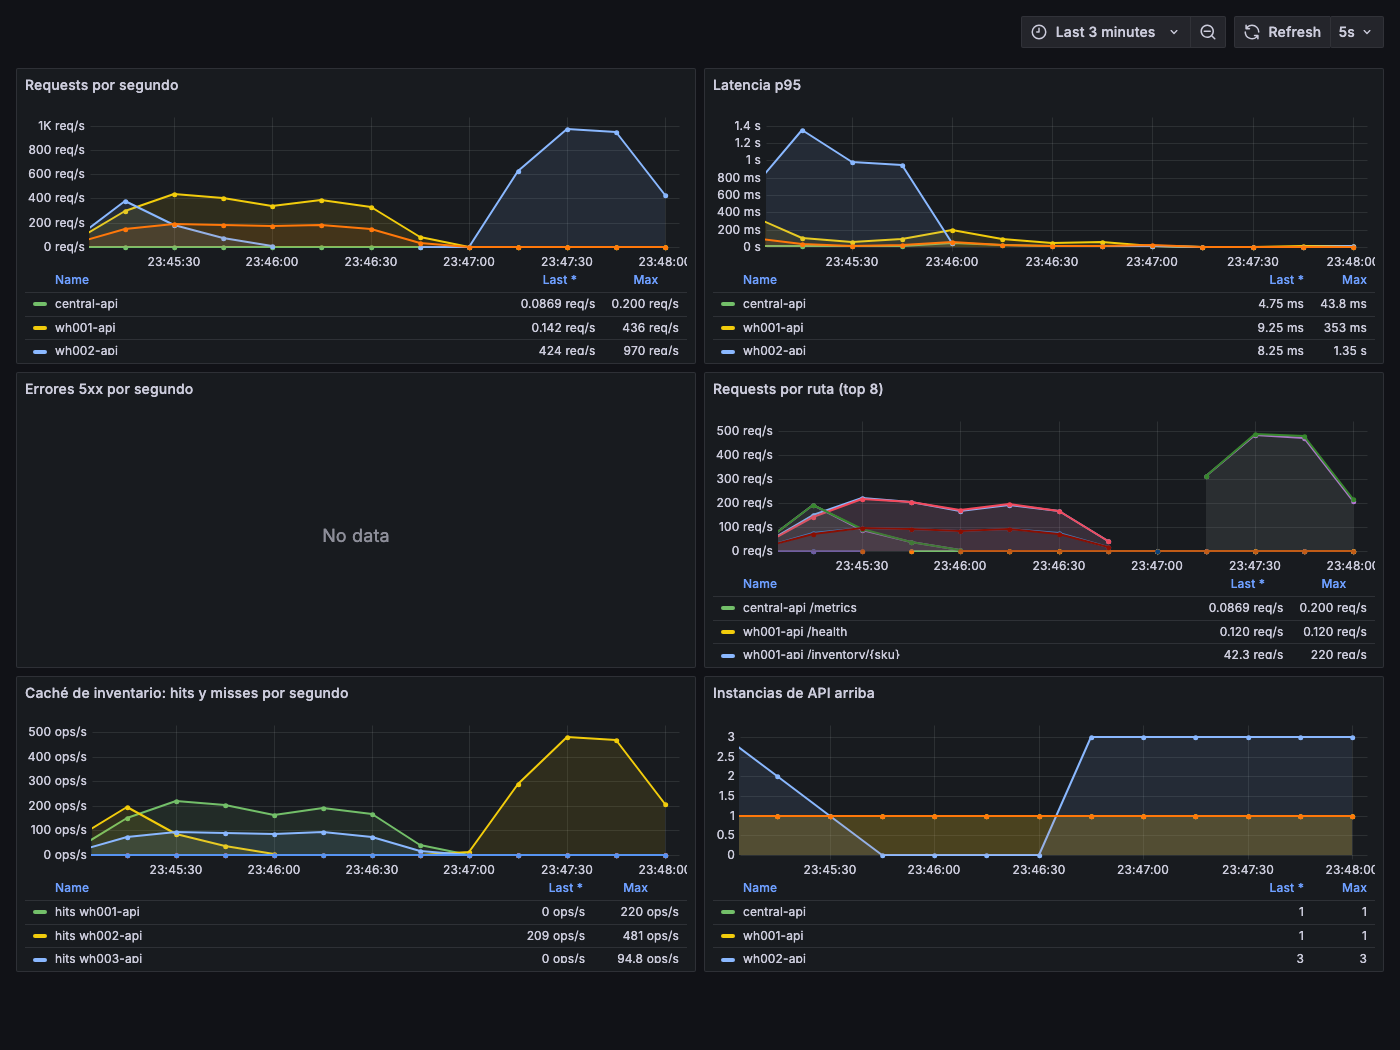 Last 3 minutes Refresh 5s
Requests por segundo
1K req/s
800 req/s
600 req/s
400 req/s
200 req/s
0 req/s
23:45:30 23:46:00 23:46:30 23:47:00 23:47:30 23:48:00
Name Last * Max
central-api 0.0869 req/s 0.200 req/s
wh001-api 0.142 req/s 436 req/s
wh002-api 424 req/s 970 req/s
Latencia p95
1.4 s
1.2 s
1 s
800 ms
600 ms
400 ms
200 ms
0 s
23:45:30 23:46:00 23:46:30 23:47:00 23:47:30 23:48:00
Name Last * Max
central-api 4.75 ms 43.8 ms
wh001-api 9.25 ms 353 ms
wh002-api 8.25 ms 1.35 s
Errores 5xx por segundo
No data
Requests por ruta (top 8)
500 req/s
400 req/s
300 req/s
200 req/s
100 req/s
0 req/s
23:45:30 23:46:00 23:46:30 23:47:00 23:47:30 23:48:00
Name Last * Max
central-api /metrics 0.0869 req/s 0.200 req/s
wh001-api /health 0.120 req/s 0.120 req/s
wh001-api /inventory/{sku} 42.3 req/s 220 req/s
Caché de inventario: hits y misses por segundo
500 ops/s
400 ops/s
300 ops/s
200 ops/s
100 ops/s
0 ops/s
23:45:30 23:46:00 23:46:30 23:47:00 23:47:30 23:48:00
Name Last * Max
hits wh001-api 0 ops/s 220 ops/s
hits wh002-api 209 ops/s 481 ops/s
hits wh003-api 0 ops/s 94.8 ops/s
Instancias de API arriba
3
2.5
2
1.5
1
0.5
0
23:45:30 23:46:00 23:46:30 23:47:00 23:47:30 23:48:00
Name Last * Max
central-api 1 1
wh001-api 1 1
wh002-api 3 3